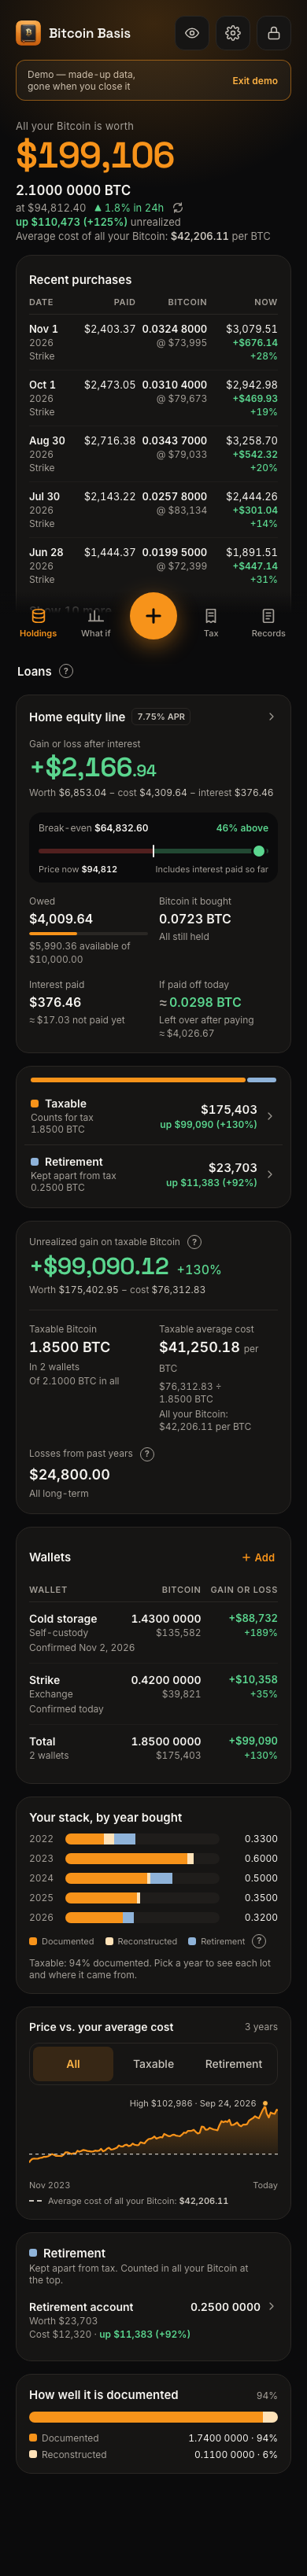 Bitcoin Basis
Demo — made-up data,
gone when you close it
Exit demo
All your Bitcoin is worth
$199,106
2.1000 0000 BTC
at $94,812.40 ▲ 1.8% in 24h
up $110,473 (+125%) unrealized
Average cost of all your Bitcoin: $42,206.11 per BTC
Recent purchases
DATE PAID BITCOIN NOW
Nov 1 $2,403.37 0.0324 8000 $3,079.51
2026 @ $73,995 +$676.14
Strike +28%
Oct 1 $2,473.05 0.0310 4000 $2,942.98
2026 @ $79,673 +$469.93
Strike +19%
Aug 30 $2,716.38 0.0343 7000 $3,258.70
2026 @ $79,033 +$542.32
Strike +20%
Jul 30 $2,143.22 0.0257 8000 $2,444.26
2026 @ $83,134 +$301.04
Strike +14%
Jun 28 $1,444.37 0.0199 5000 $1,891.51
2026 @ $72,399 +$447.14
Strike +31%
Show 10 more
Holdings What if + Tax Records
Loans ?
Home equity line 7.75% APR
Gain or loss after interest
+$2,166.94
Worth $6,853.04 − cost $4,309.64 − interest $376.46
Break-even $64,832.60 46% above
Price now $94,812 Includes interest paid so far
Owed Bitcoin it bought
$4,009.64 0.0723 BTC
All still held
$5,990.36 available of
$10,000.00
Interest paid If paid off today
$376.46 ≈ 0.0298 BTC
≈ $17.03 not paid yet Left over after paying
≈ $4,026.67
Taxable $175,403
Counts for tax up $99,090 (+130%)
1.8500 BTC
Retirement $23,703
Kept apart from tax up $11,383 (+92%)
0.2500 BTC
Unrealized gain on taxable Bitcoin ?
+$99,090.12 +130%
Worth $175,402.95 − cost $76,312.83
Taxable Bitcoin Taxable average cost
1.8500 BTC $41,250.18 per
BTC
In 2 wallets
Of 2.1000 BTC in all
$76,312.83 ÷
1.8500 BTC
All your Bitcoin:
$42,206.11 per BTC
Losses from past years ?
$24,800.00
All long-term
Wallets + Add
WALLET BITCOIN GAIN OR LOSS
Cold storage 1.4300 0000 +$88,732
Self-custody $135,582 +189%
Confirmed Nov 2, 2026
Strike 0.4200 0000 +$10,358
Exchange $39,821 +35%
Confirmed today
Total 1.8500 0000 +$99,090
2 wallets $175,403 +130%
Your stack, by year bought
2022 0.3300
2023 0.6000
2024 0.5000
2025 0.3500
2026 0.3200
Documented Reconstructed Retirement ?
Taxable: 94% documented. Pick a year to see each lot
and where it came from.
Price vs. your average cost 3 years
All Taxable Retirement
High $102,986 · Sep 24, 2026
Nov 2023 Today
Average cost of all your Bitcoin: $42,206.11
Retirement
Kept apart from tax. Counted in all your Bitcoin at
the top.
Retirement account 0.2500 0000
Worth $23,703
Cost $12,320 · up $11,383 (+92%)
How well it is documented 94%
Documented 1.7400 0000 · 94%
Reconstructed 0.1100 0000 · 6%